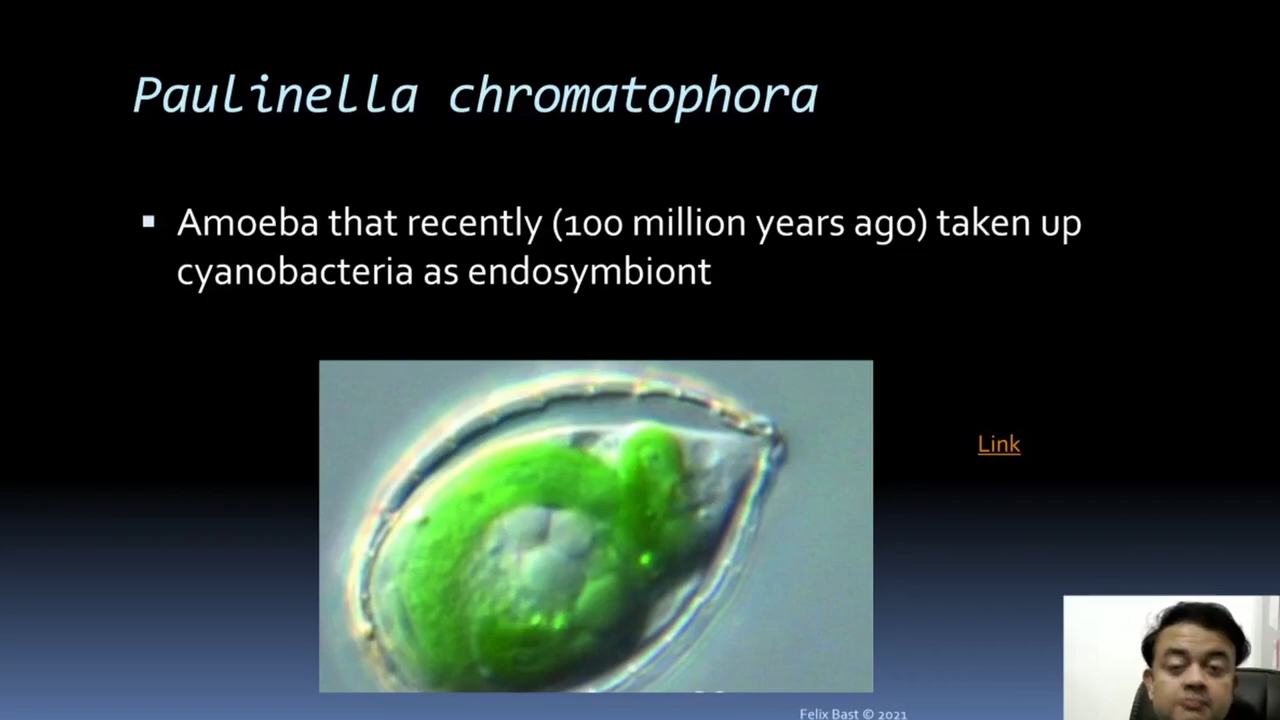 Paulinella chromatophora
▪ Amoeba that recently (100 million years ago) taken up
cyanobacteria as endosymbiont
Link
Felix Bast © 2021